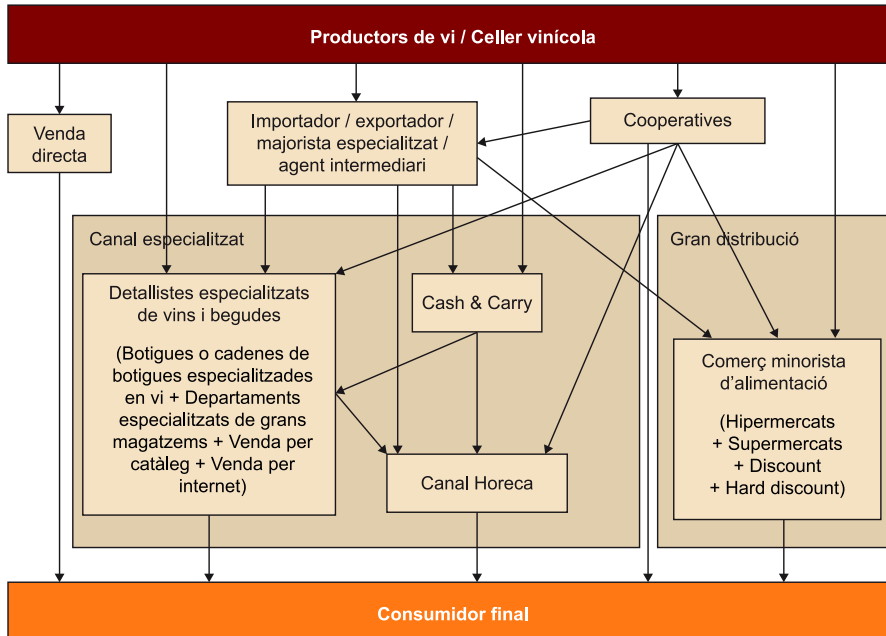 Productors de vi / Celler vinícola
Venda
directa
Importador / exportador /
majorista especialitzat /
agent intermediari
Cooperatives
Canal especialitzat
Gran distribució
Detallistes especialitzats
de vins i begudes
(Botigues o cadenes de
botigues especialitzades
en vi + Departaments
especialitzats de grans
magatzems + Venda per
catàleg + Venda per
internet)
Cash & Carry
Canal Horeca
Comerç minorista
d'alimentació
(Hipermercats
+ Supermercats
+ Discount
+ Hard discount)
Consumidor final